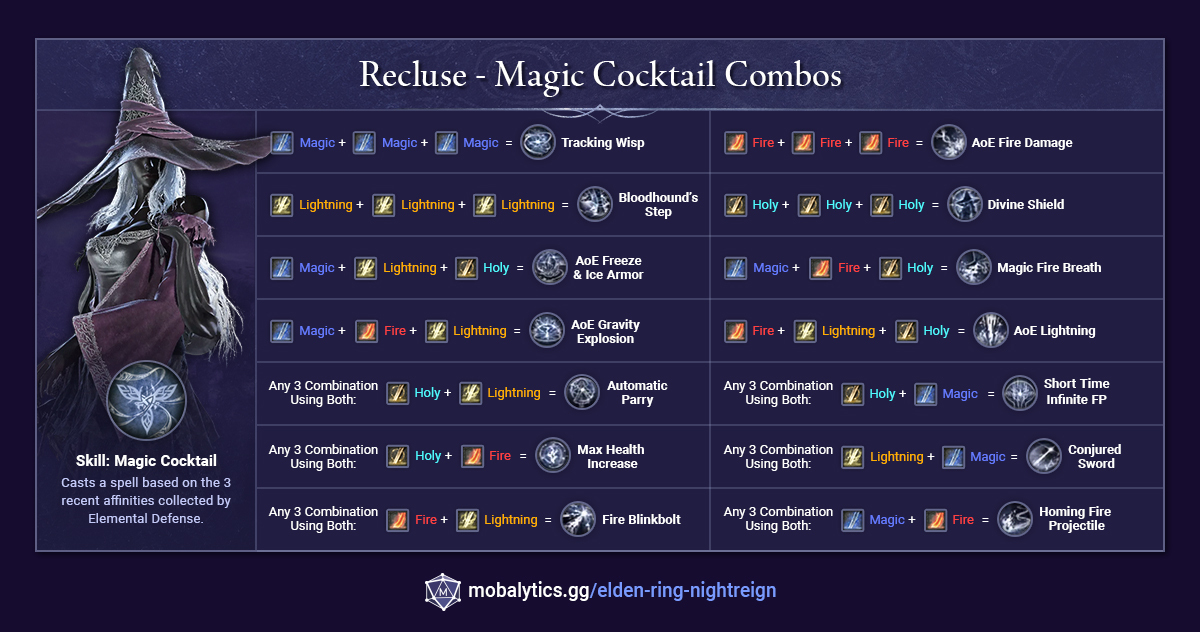 Recluse - Magic Cocktail Combos
Magic + Magic + Magic = Tracking Wisp
Fire + Fire + Fire = AoE Fire Damage
Lightning + Lightning + Lightning = Bloodhound's
Step
Holy + Holy + Holy = Divine Shield
Magic + Lightning + Holy = AoE Freeze
& Ice Armor
Magic + Fire + Holy = Magic Fire Breath
Magic + Fire + Lightning = AoE Gravity
Explosion
Fire + Lightning + Holy = AoE Lightning
Any 3 Combination
Using Both:
Holy + Lightning =
Automatic
Parry
Any 3 Combination
Using Both:
Holy + Magic =
Short Time
Infinite FP
Any 3 Combination
Using Both:
Holy + Fire =
Max Health
Increase
Any 3 Combination
Using Both:
Lightning + Magic =
Conjured
Sword
Any 3 Combination
Using Both:
Fire + Lightning =
Fire Blinkbolt
Any 3 Combination
Using Both:
Magic + Fire =
Homing Fire
Projectile
Skill: Magic Cocktail
Casts a spell based on the 3
recent affinities collected by
Elemental Defense.
M
mobalytics.gg/elden-ring-nightreign